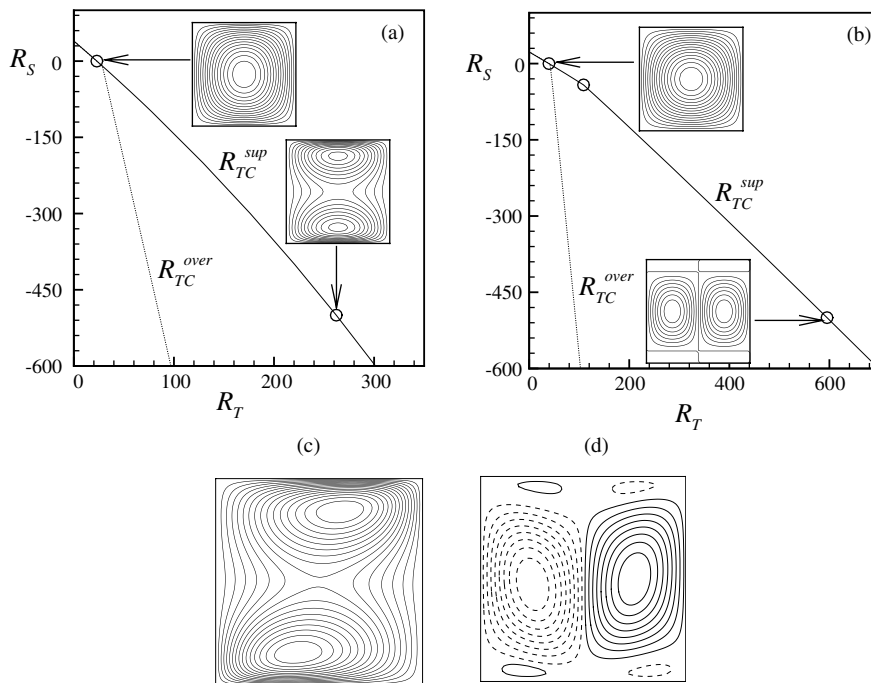 (a)
R_S
0
-150
-300
-450
-600
R_TC^sup
R_TC^over
0 100 200 300
R_T
(b)
R_S
0
-150
-300
-450
-600
R_TC^sup
R_TC^over
0 200 400 600
R_T
(c)
(d)